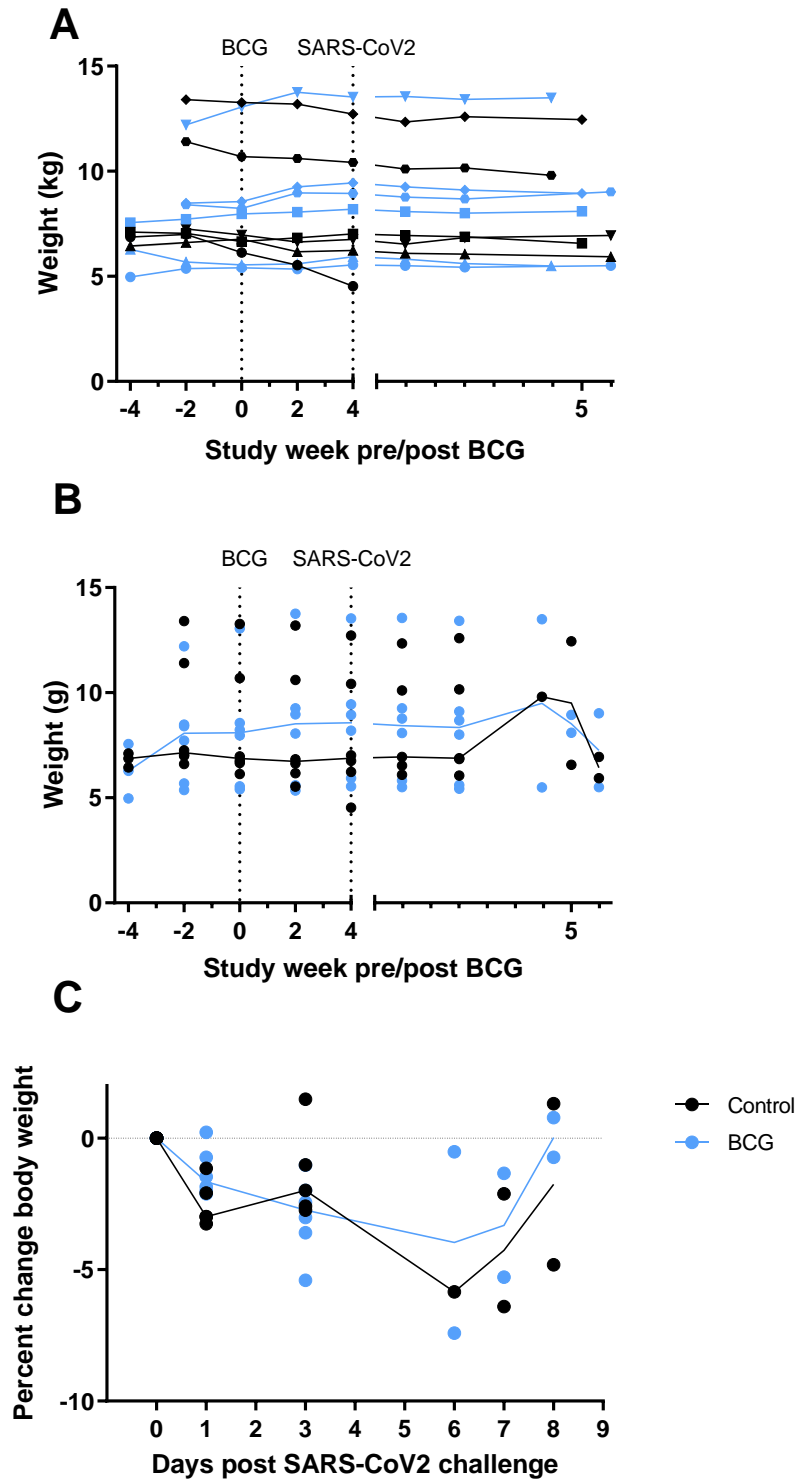 A
BCG SARS-CoV2
15
10
5
0
Weight (kg)
-4 -2 0 2 4 5
Study week pre/post BCG
B
BCG SARS-CoV2
15
10
5
0
Weight (g)
-4 -2 0 2 4 5
Study week pre/post BCG
C
0
-5
-10
Percent change body weight
0 1 2 3 4 5 6 7 8 9
Days post SARS-CoV2 challenge
Control
BCG